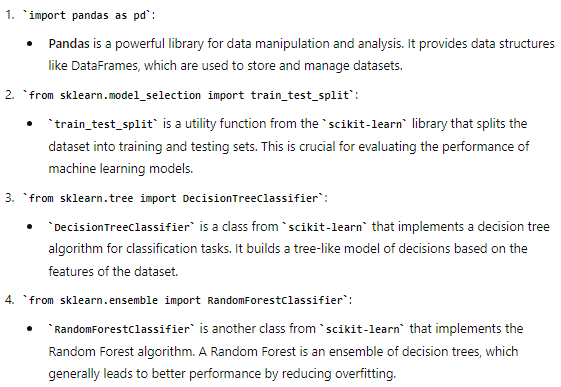 1. `import pandas as pd`:
• Pandas is a powerful library for data manipulation and analysis. It provides data structures
like DataFrames, which are used to store and manage datasets.
2. `from sklearn.model_selection import train_test_split`:
• `train_test_split` is a utility function from the `scikit-learn` library that splits the
dataset into training and testing sets. This is crucial for evaluating the performance of
machine learning models.
3. `from sklearn.tree import DecisionTreeClassifier`:
• `DecisionTreeClassifier` is a class from `scikit-learn` that implements a decision tree
algorithm for classification tasks. It builds a tree-like model of decisions based on the
features of the dataset.
4. `from sklearn.ensemble import RandomForestClassifier`:
• `RandomForestClassifier` is another class from `scikit-learn` that implements the
Random Forest algorithm. A Random Forest is an ensemble of decision trees, which
generally leads to better performance by reducing overfitting.